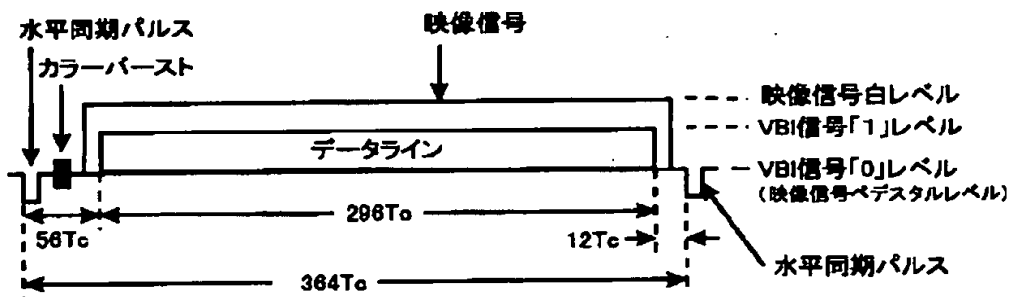 水平同期パルス
カラーバースト
映像信号
映像信号白レベル
VBI信号「1」レベル
データライン
VBI信号「0」レベル
(映像信号ペデスタルレベル)
56Tc
296Tc
12Tc
水平同期パルス
364Tc